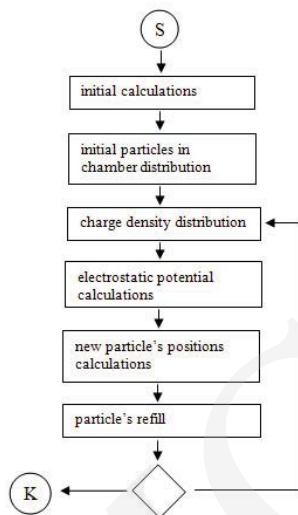 S
initial calculations
initial particles in
chamber distribution
charge density distribution
electrostatic potential
calculations
new particle's positions
calculations
particle's refill
K